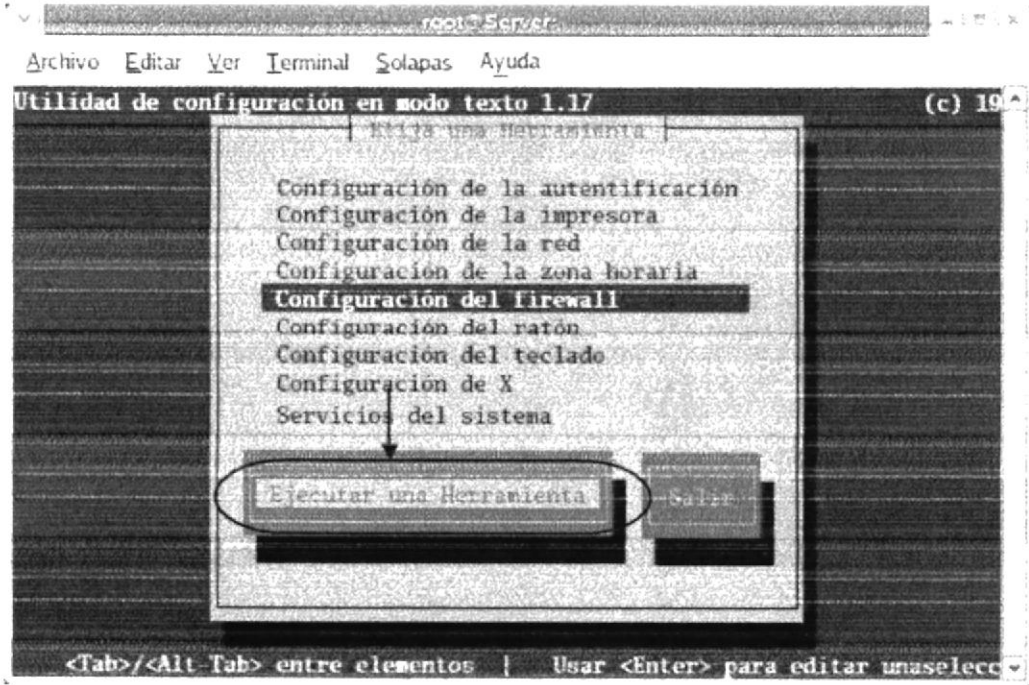 root@Server:
Archivo Editar Ver Terminal Solapas Ayuda
Utilidad de configuración en modo texto 1.17 (c) 19
Elija una Herramienta
Configuración de la autentificación
Configuración de la impresora
Configuración de la red
Configuración de la zona horaria
Configuración del firewall
Configuración del ratón
Configuración del teclado
Configuración de X
Servicios del sistema
Ejecutar una Herramienta Salir
<Tab>/<Alt-Tab> entre elementos | Usar <Enter> para editar unaselecc